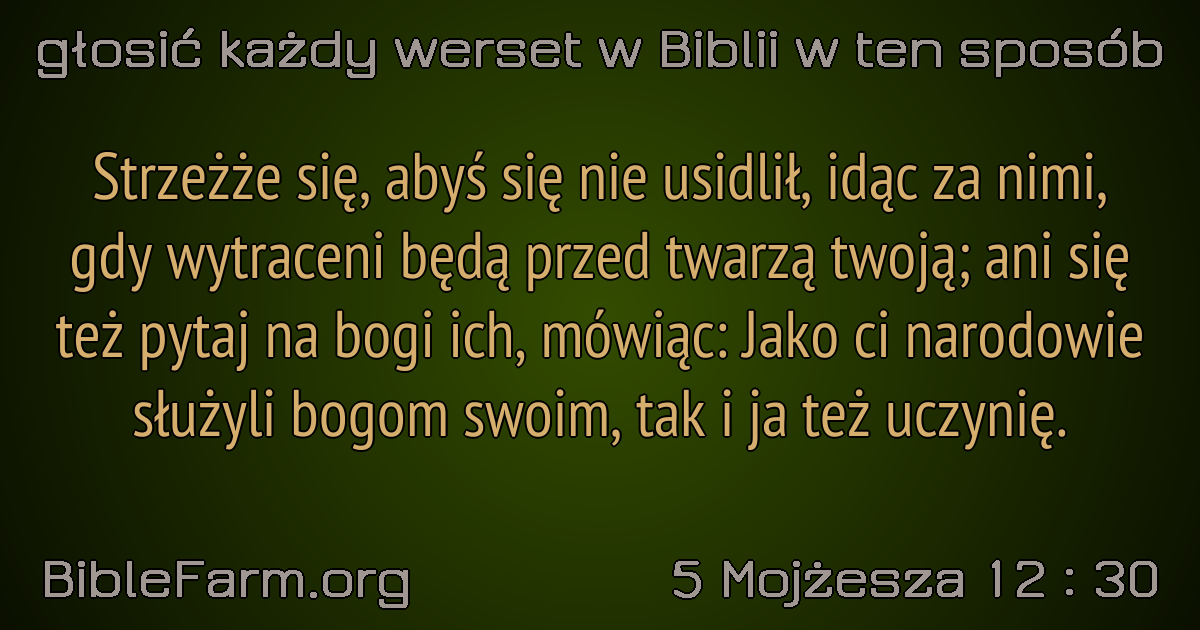 głosić każdy werset w Biblii w ten sposób
Strzeżże się, abyś się nie usidlił, idąc za nimi,
gdy wytraceni będą przed twarzą twoją; ani się
też pytaj na bogi ich, mówiąc: Jako ci narodowie
służyli bogom swoim, tak i ja też uczynię.
BibleFarm.org
5 Mojżesza 12 : 30